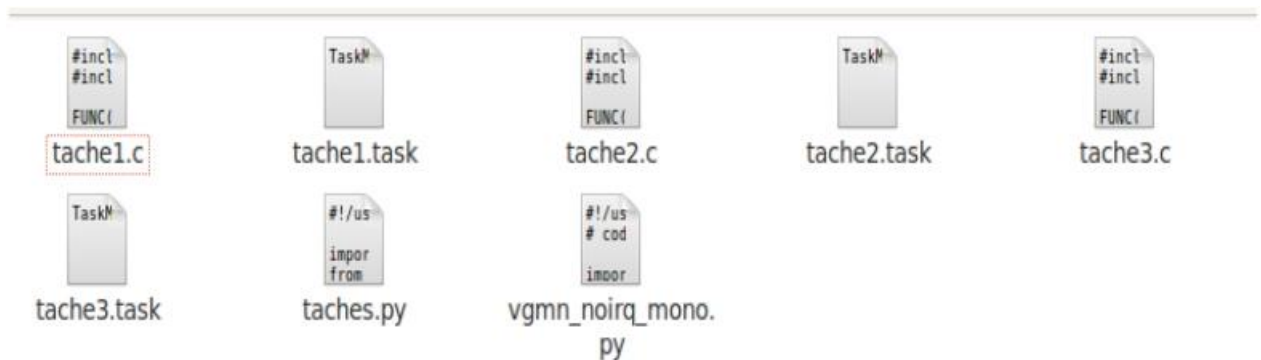 #incl
#incl
FUNC(
TaskM
#incl
#incl
FUNC(
TaskM
#incl
#incl
FUNC(
tache1.c
tache1.task
tache2.c
tache2.task
tache3.c
TaskM
#!/us
impor
from
#!/us
# cod
impor
tache3.task
taches.py
vgmn_noirq_mono.
py